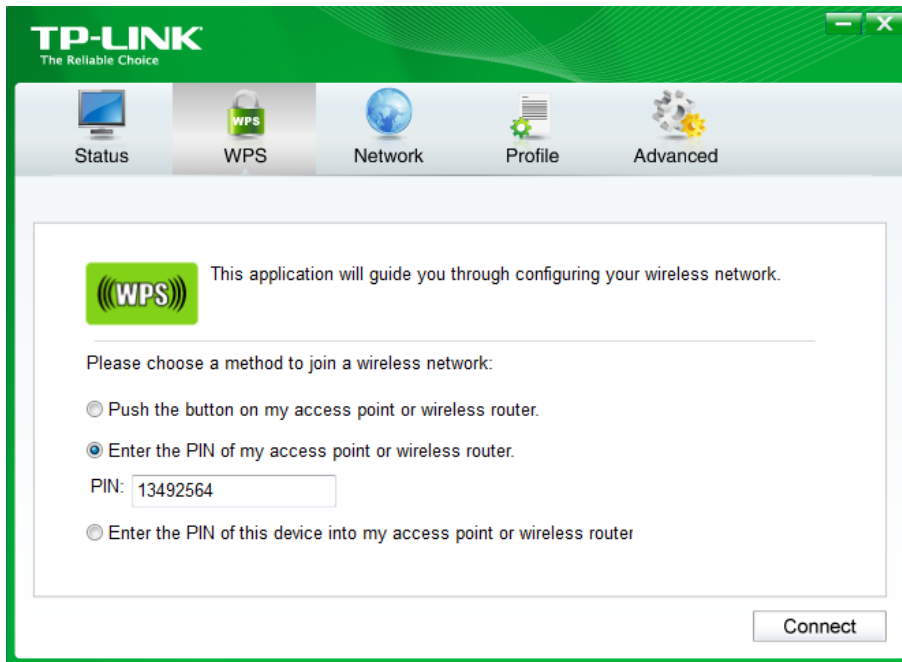 TP-LINK
The Reliable Choice
Status WPS Network Profile Advanced
WPS
(((WPS))) This application will guide you through configuring your wireless network.
Please choose a method to join a wireless network:
Push the button on my access point or wireless router.
Enter the PIN of my access point or wireless router.
PIN: 13492564
Enter the PIN of this device into my access point or wireless router
Connect